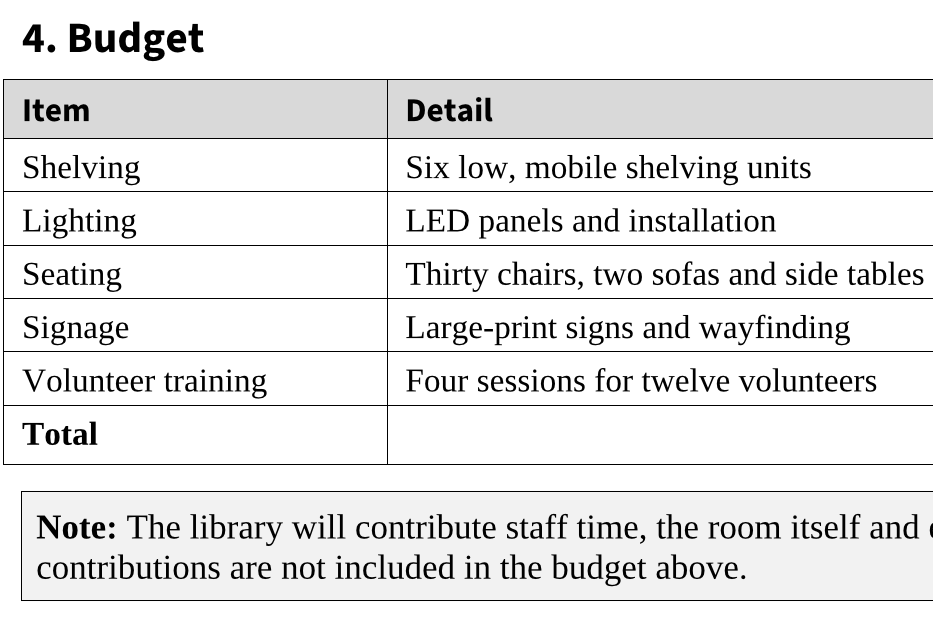 4. Budget
Item Detail
Shelving Six low, mobile shelving units
Lighting LED panels and installation
Seating Thirty chairs, two sofas and side tables
Signage Large-print signs and wayfinding
Volunteer training Four sessions for twelve volunteers
Total
Note: The library will contribute staff time, the room itself and
contributions are not included in the budget above.